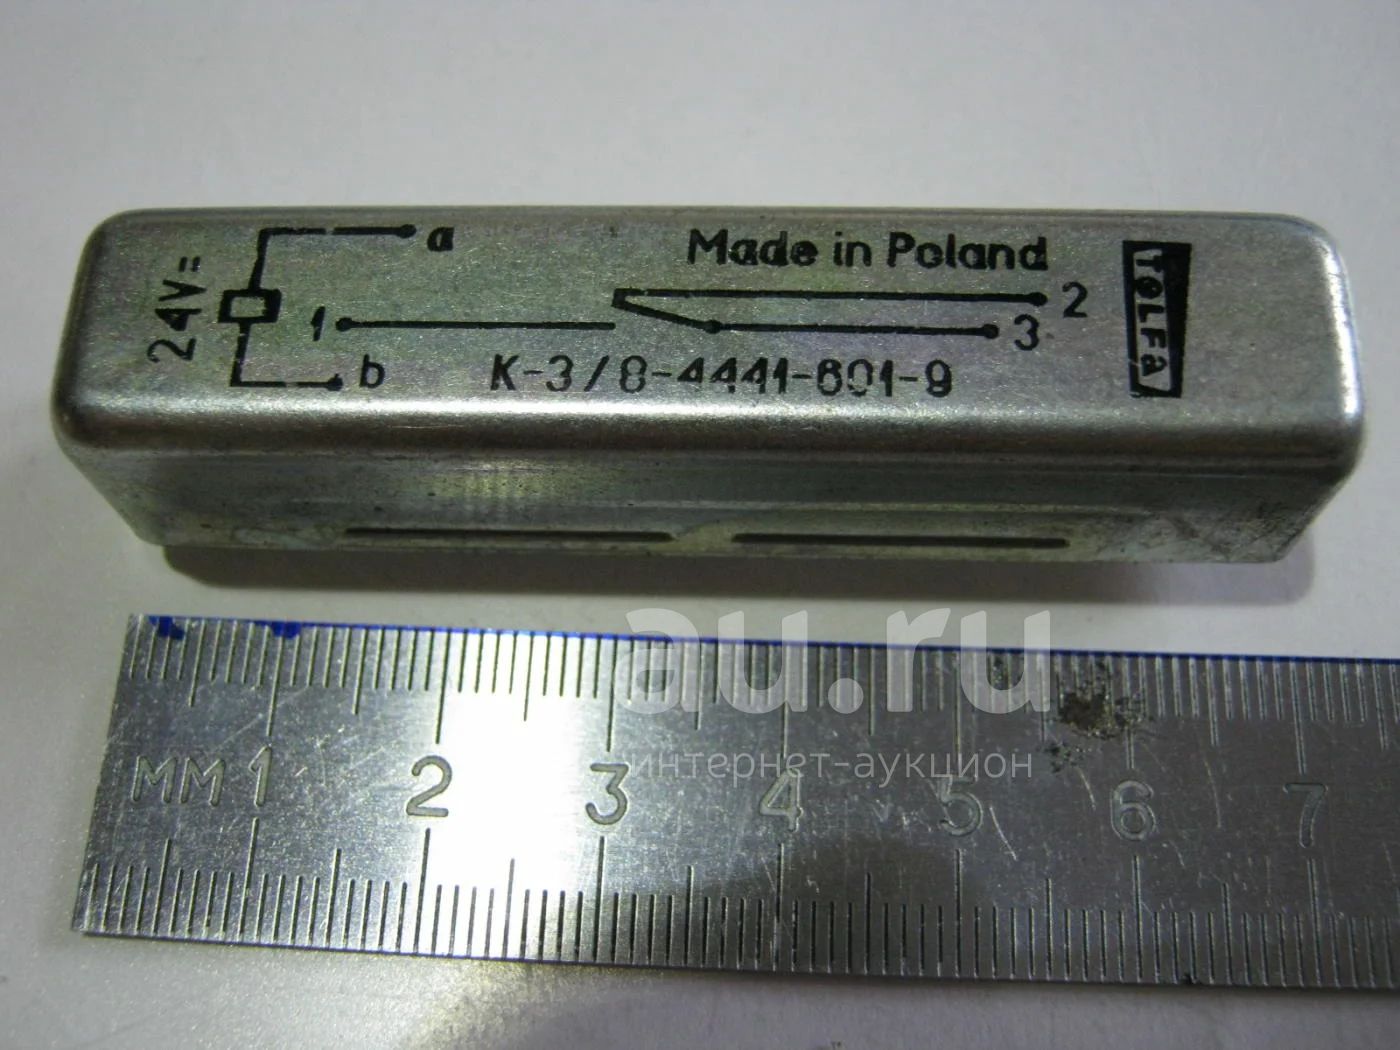 24V=
a
Made in Poland
TELFA
1
2
3
b
K-3/8-4441-601-9
au.ru
интернет-аукцион
MM 1 2 3 4 5 6 7